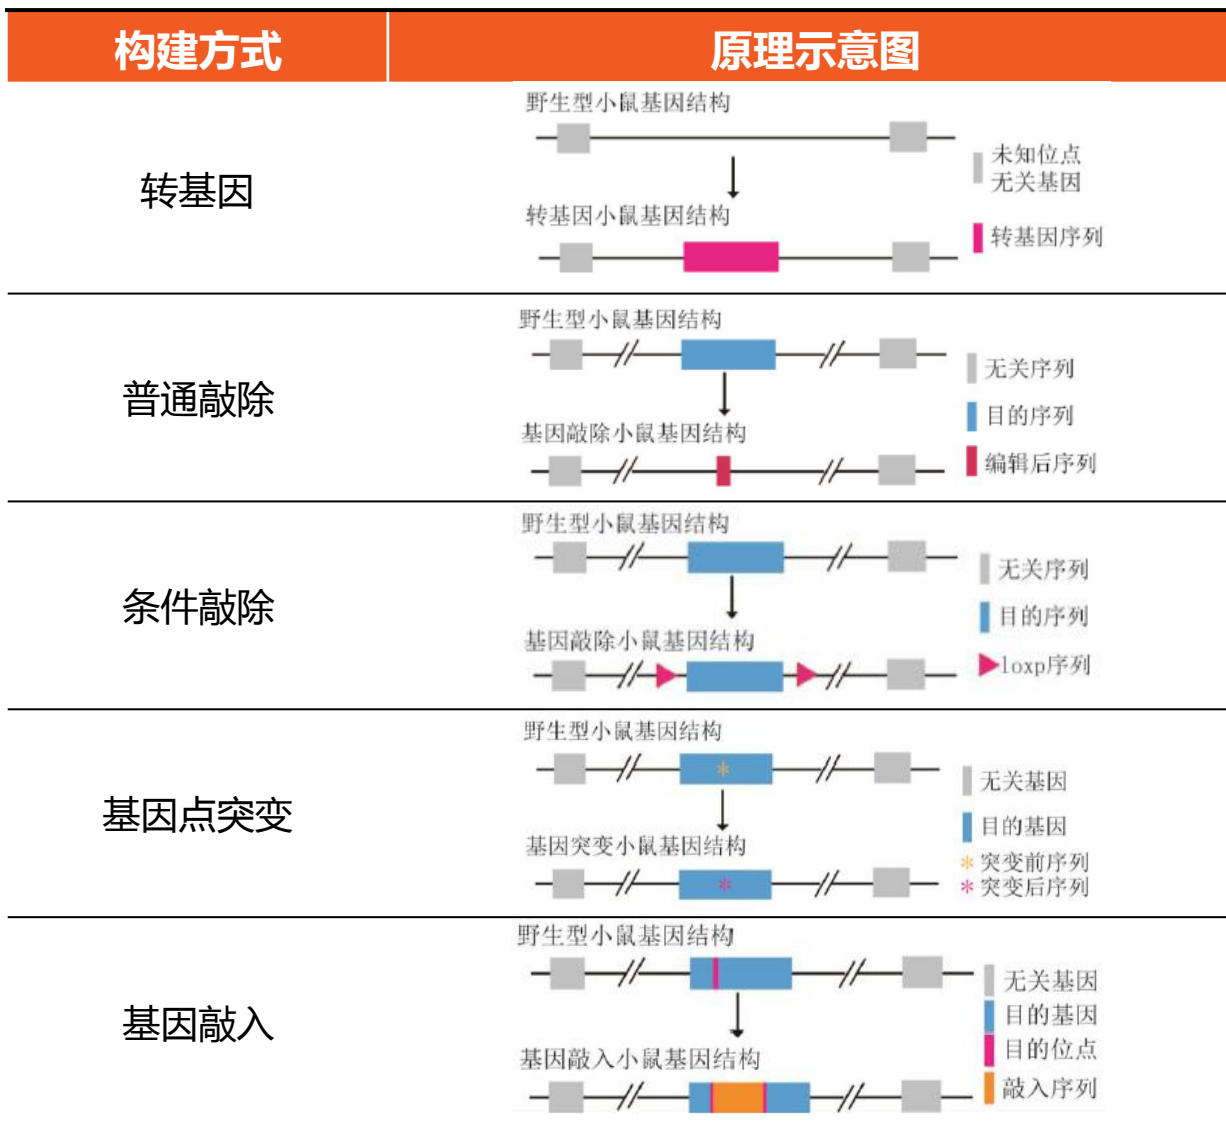 构建方式
原理示意图
转基因
野生型小鼠基因结构
未知位点
无关基因
转基因小鼠基因结构
转基因序列
普通敲除
野生型小鼠基因结构
无关序列
目的序列
基因敲除小鼠基因结构
编辑后序列
条件敲除
野生型小鼠基因结构
无关序列
目的序列
基因敲除小鼠基因结构
loxp序列
基因点突变
野生型小鼠基因结构
*
无关基因
目的基因
基因突变小鼠基因结构
*突变前序列
*
*突变后序列
基因敲入
野生型小鼠基因结构
无关基因
目的基因
目的位点
基因敲入小鼠基因结构
敲入序列